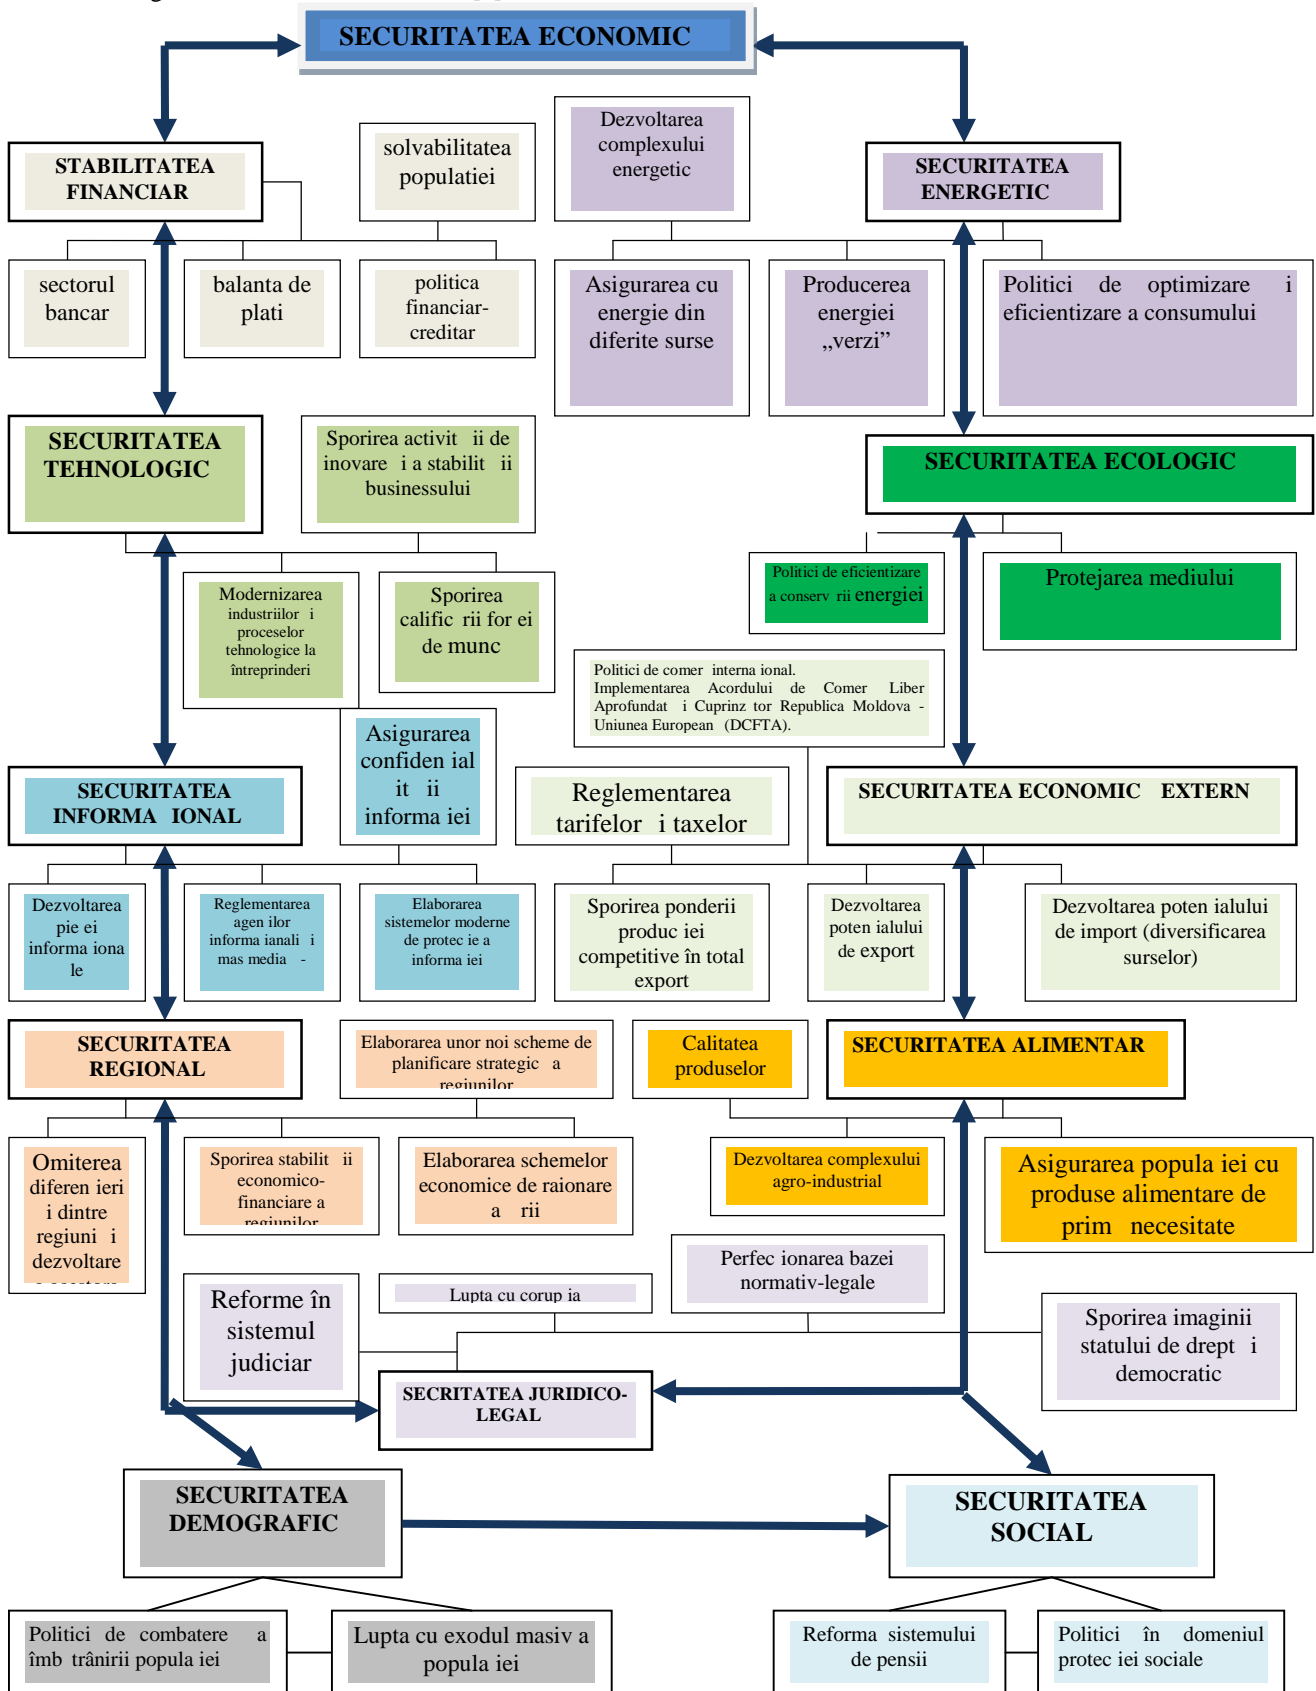 SECURITATEA ECONOMIC
STABILITATEA
FINANCIAR
solvabilitatea
populatiei
Dezvoltarea
complexului
energetic
SECURITATEA
ENERGETIC
sectorul
bancar
balanta de
plati
politica
financiar-
creditar
Asigurarea cu
energie din
diferite surse
Producerea
energiei
„verzi”
Politici de optimizare i
eficientizare a consumului
SECURITATEA
TEHNOLOGIC
Sporirea activit ii de
inovare i a stabilit ii
businessului
SECURITATEA ECOLOGIC
Modernizarea
industriilor i
proceselor
tehnologice la
întreprinderi
Sporirea
calific rii for ei
de munc
Politici de eficientizare
a conserv rii energiei
Protejarea mediului
Politici de comer interna ional.
Implementarea Acordului de Comer Liber
Aprofundat i Cuprinz tor Republica Moldova -
Uniunea European (DCFTA).
Asigurarea
confiden ial
it ii
informa iei
SECURITATEA
INFORMA IONAL
Reglementarea
tarifelor i taxelor
SECURITATEA ECONOMIC EXTERN
Dezvoltarea
pie ei
informa iona
le
Reglementarea
agen ilor
informa ianali i
mas media -
Elaborarea
sistemelor moderne
de protec ie a
informa iei
Sporirea ponderii
produc iei
competitive în total
export
Dezvoltarea
poten ialului
de export
Dezvoltarea poten ialului
de import (diversificarea
surselor)
SECURITATEA
REGIONAL
Elaborarea unor noi scheme de
planificare strategic a
regiunilor
Calitatea
produselor
SECURITATEA ALIMENTAR
Omiterea
diferen ieri
i dintre
regiuni i
dezvoltare
Sporirea stabilit ii
economico-
financiare a
regiunilor
Elaborarea schemelor
economice de raionare
a rii
Dezvoltarea complexului
agro-industrial
Asigurarea popula iei cu
produse alimentare de
prim necesitate
Reforme în
sistemul
judiciar
Lupta cu corup ia
Perfec ionarea bazei
normativ-legale
Sporirea imaginii
statului de drept i
democratic
SECRITATEA JURIDICO-
LEGAL
SECURITATEA
DEMOGRAFIC
SECURITATEA
SOCIAL
Politici de combatere a
îmb trânirii popula iei
Lupta cu exodul masiv a
popula iei
Reforma sistemului
de pensii
Politici în domeniul
protec iei sociale